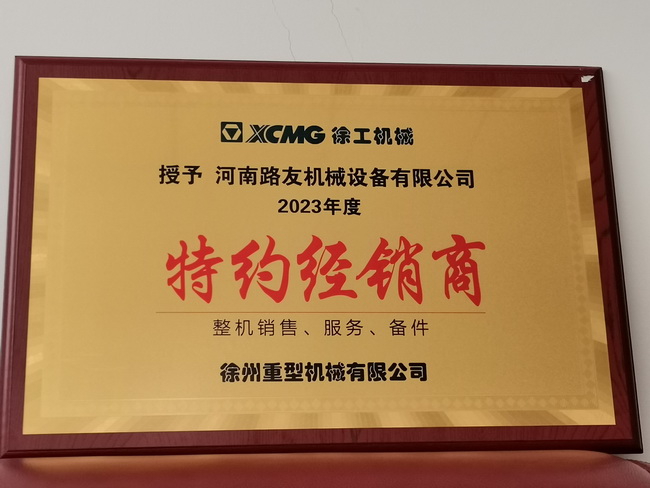 XCMG 徐工机械
授予 河南路友机械设备有限公司
2023年度
特约经销商
整机销售、服务、备件
徐州重型机械有限公司